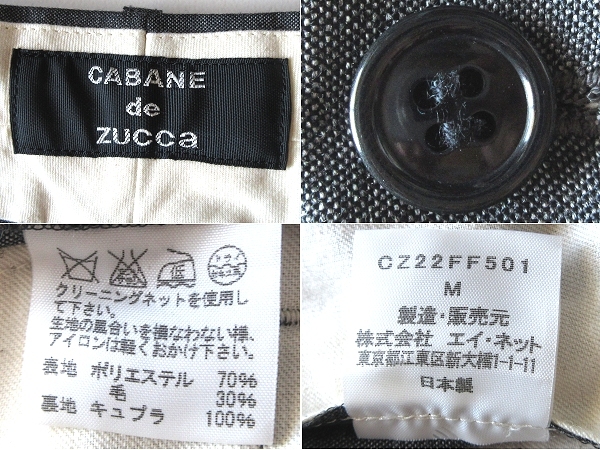 CABANE
de
ZUCCa
低
クリーニングネットを使用し
て下さい。
生地の風合いを損なわない様、
アイロンは軽くおかけ下さい。
表地 ポリエステル 70%
毛 30%
裏地 キュプラ 100%
CZ22FF501
M
製造・販売元
株式会社 エイ・ネット
東京都江東区新大橋1-1-11
日本製